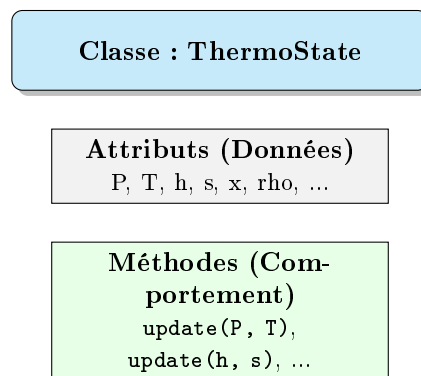 Classe : ThermoState
Attributs (Données)
P, T, h, s, x, rho, ...
Méthodes (Com-
portement)
update(P, T),
update(h, s), ...